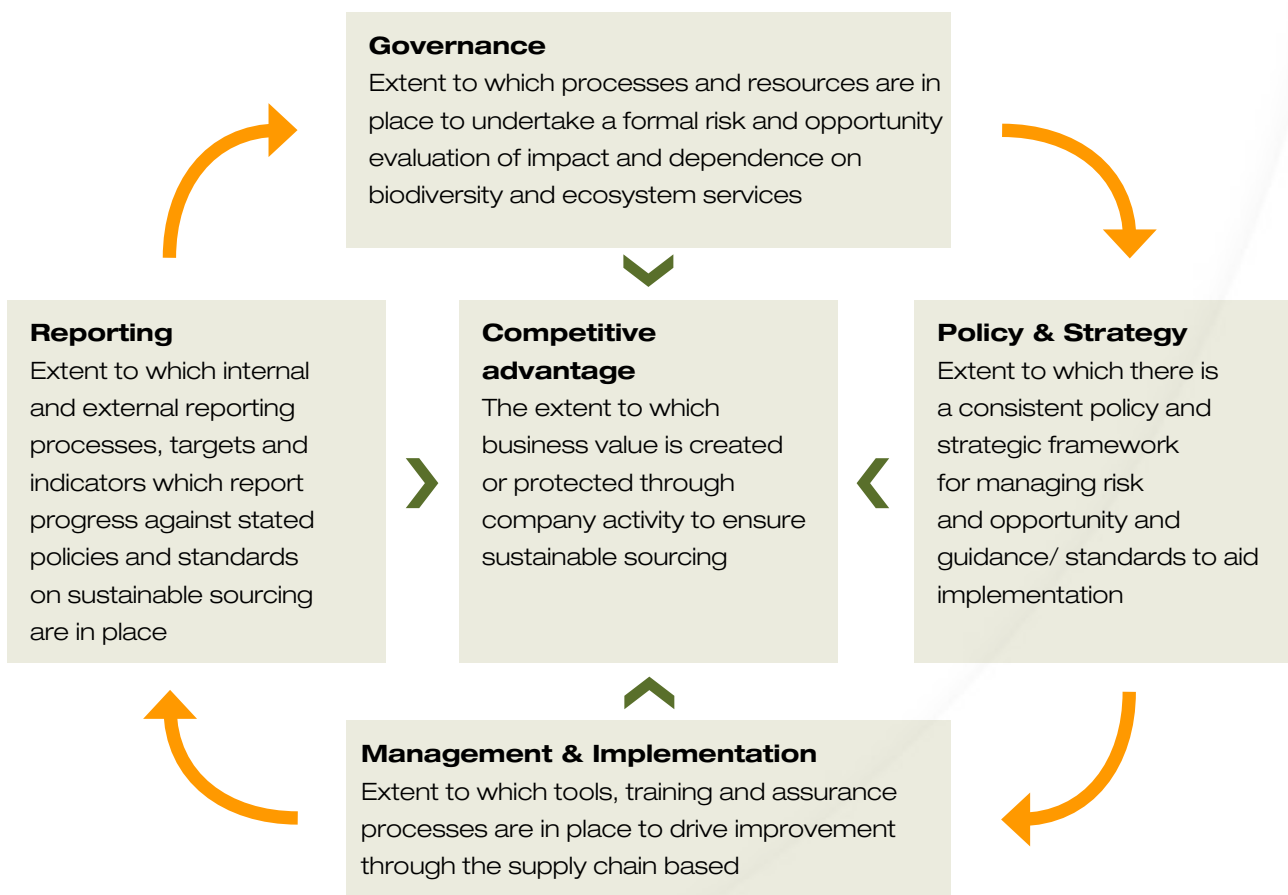 Governance
Extent to which processes and resources are in
place to undertake a formal risk and opportunity
evaluation of impact and dependence on
biodiversity and ecosystem services
Reporting
Extent to which internal
and external reporting
processes, targets and
indicators which report
progress against stated
policies and standards
on sustainable sourcing
are in place
Competitive
advantage
The extent to which
business value is created
or protected through
company activity to ensure
sustainable sourcing
Policy & Strategy
Extent to which there is
a consistent policy and
strategic framework
for managing risk
and opportunity and
guidance/ standards to aid
implementation
Management & Implementation
Extent to which tools, training and assurance
processes are in place to drive improvement
through the supply chain based